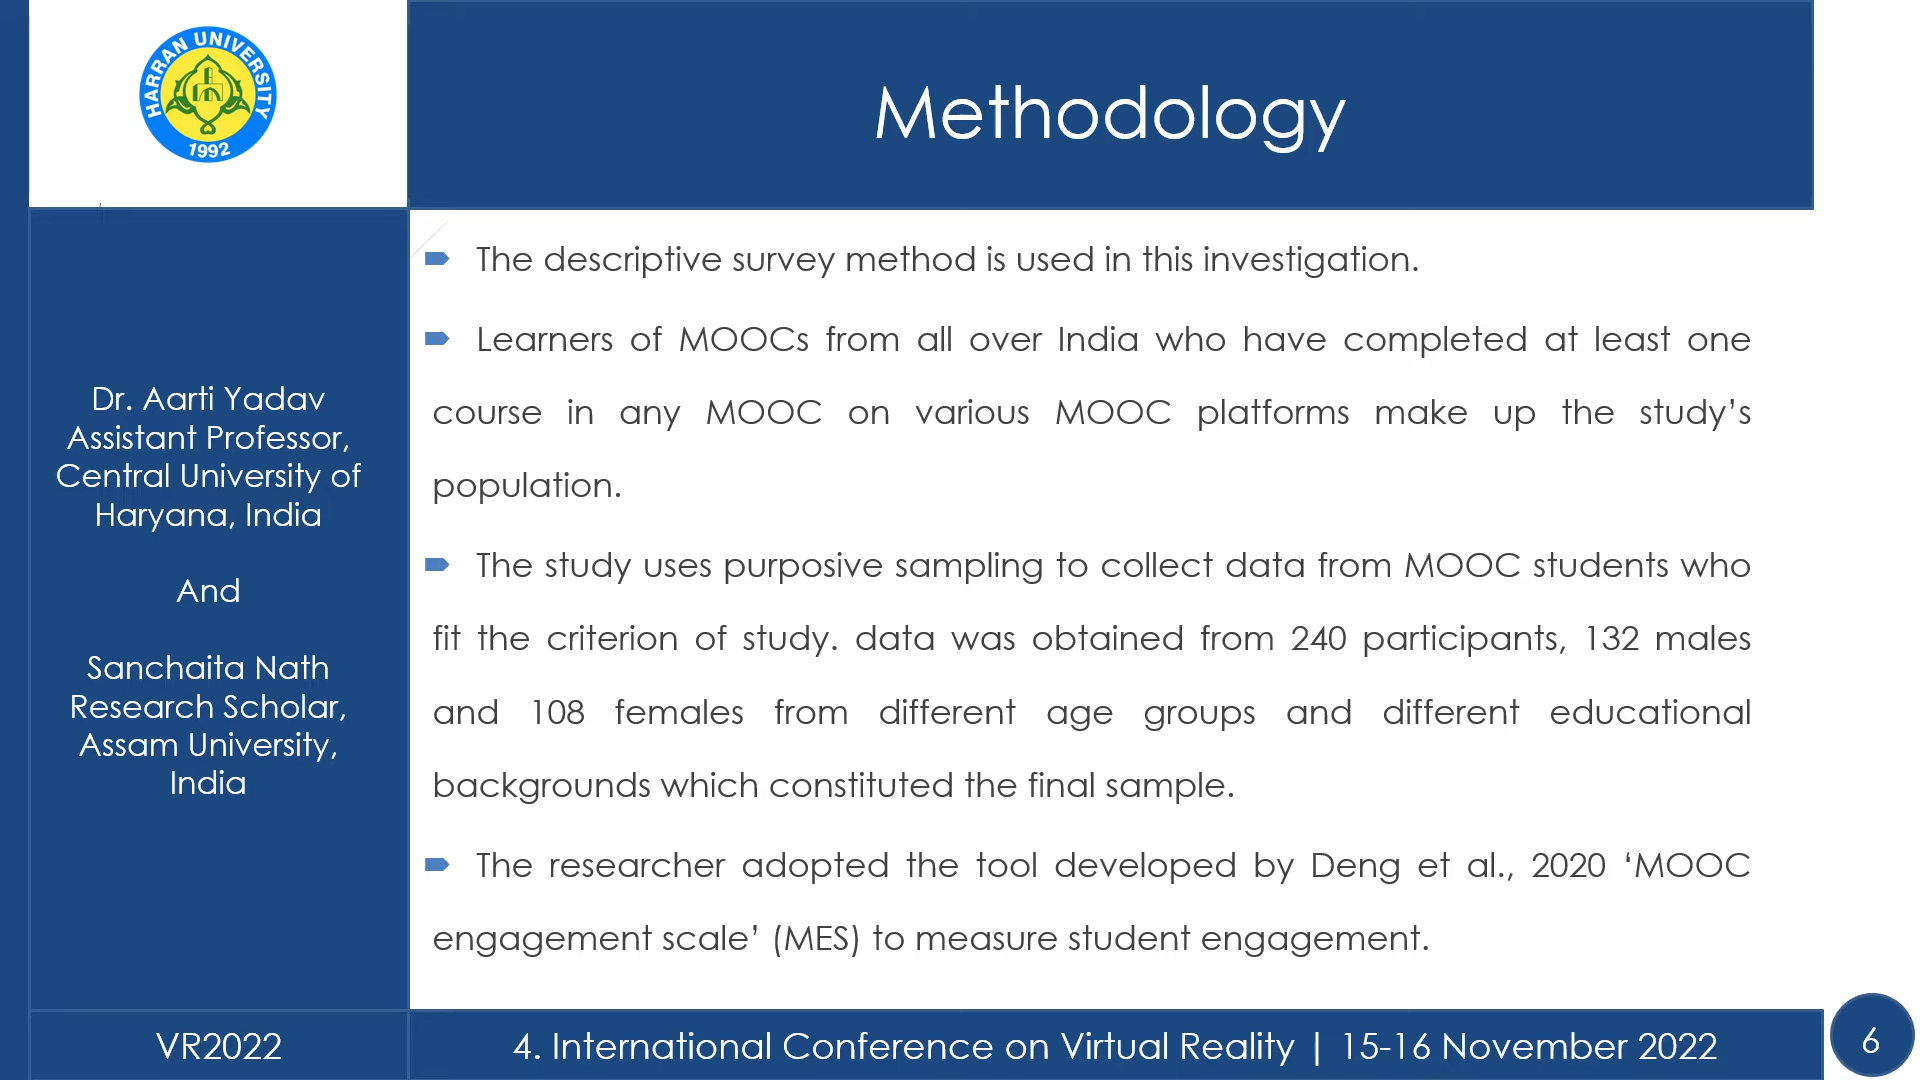 HARRAN UNIVERSITY
1992
Methodology
Dr. Aarti Yadav
Assistant Professor,
Central University of
Haryana, India
And
Sanchaita Nath
Research Scholar,
Assam University,
India
The descriptive survey method is used in this investigation.
Learners of MOOCs from all over India who have completed at least one
course in any MOOC on various MOOC platforms make up the study’s
population.
The study uses purposive sampling to collect data from MOOC students who
fit the criterion of study. data was obtained from 240 participants, 132 males
and 108 females from different age groups and different educational
backgrounds which constituted the final sample.
The researcher adopted the tool developed by Deng et al., 2020 ‘MOOC
engagement scale’ (MES) to measure student engagement.
VR2022
4. International Conference on Virtual Reality | 15-16 November 2022
6